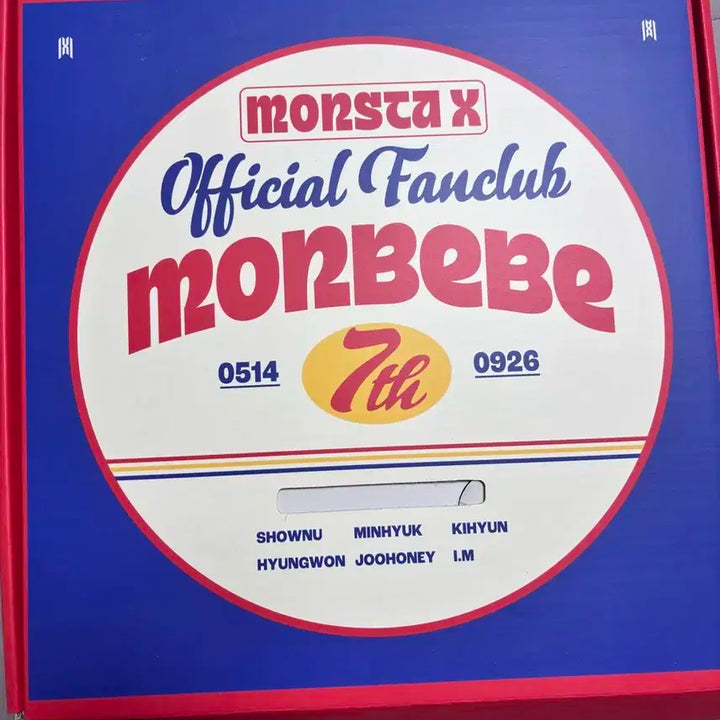 MONSTA X
Official Fanclub
MONBEBE
0514 7th 0926
SHOWNU MINHYUK KIHYUN
HYUNGWON JOOHONEY I.M